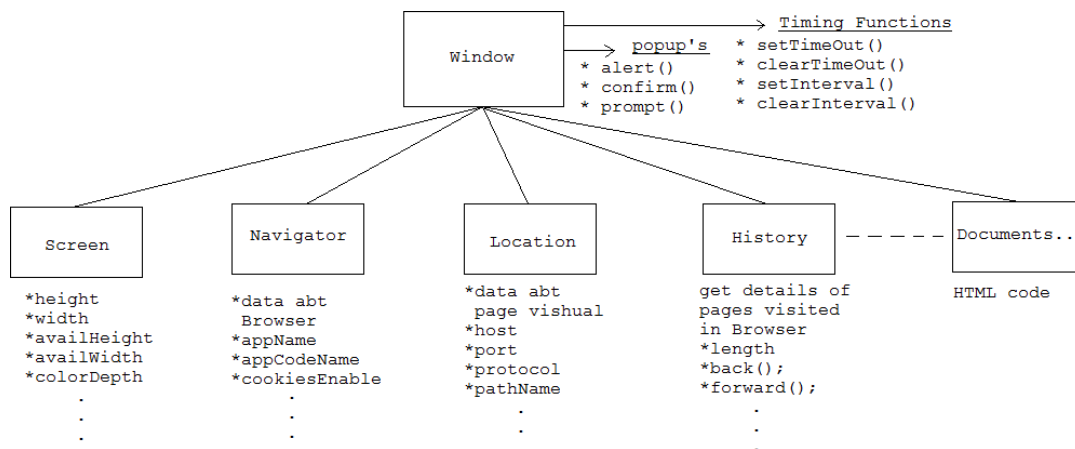 Window
Timing Functions
* setTimeOut()
* clearTimeOut()
* setInterval()
* clearInterval()
popup's
* alert()
* confirm()
* prompt()
Screen
*height
*width
*availHeight
*availWidth
*colorDepth
.
.
.
Navigator
*data abt
Browser
*appName
*appCodeName
*cookiesEnable
.
.
.
Location
*data abt
page vishual
*host
*port
*protocol
*pathName
.
.
History
get details of
pages visited
in Browser
*length
*back();
*forward();
.
.
.
Documents..
HTML code